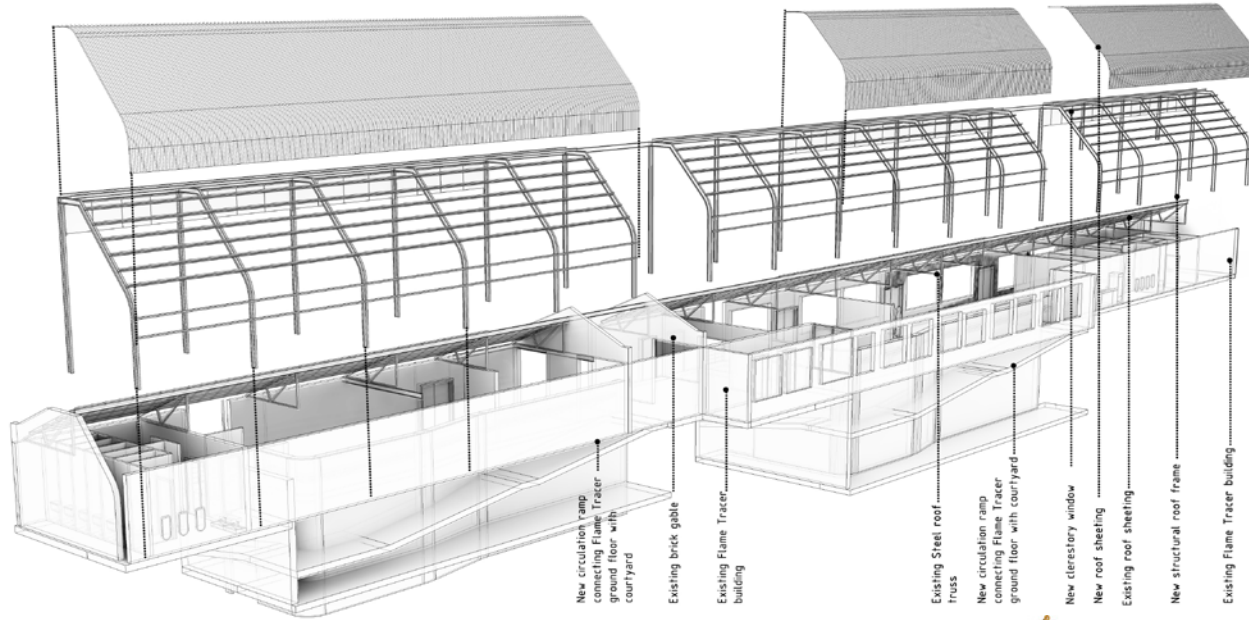 New circulation ramp
connecting Flame Tracer
ground floor with
courtyard
Existing brick gable
Existing Flame Tracer
building
Existing Steel roof
truss
New circulation ramp
connecting Flame Tracer
ground floor with courtyard
New clerestory window
New roof sheeting
Existing roof sheeting
New structural roof frame
Existing Flame Tracer building